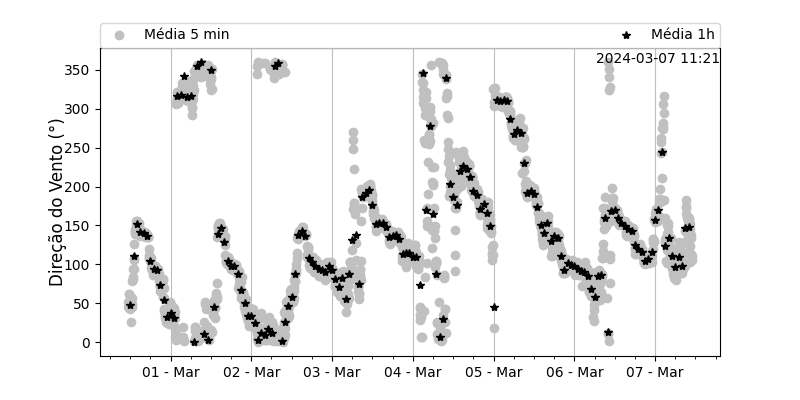 Média 5 min
Média 1h
2024-03-07 11:21
Direção do Vento (°)
350
300
250
200
150
100
50
0
01 - Mar
02 - Mar
03 - Mar
04 - Mar
05 - Mar
06 - Mar
07 - Mar